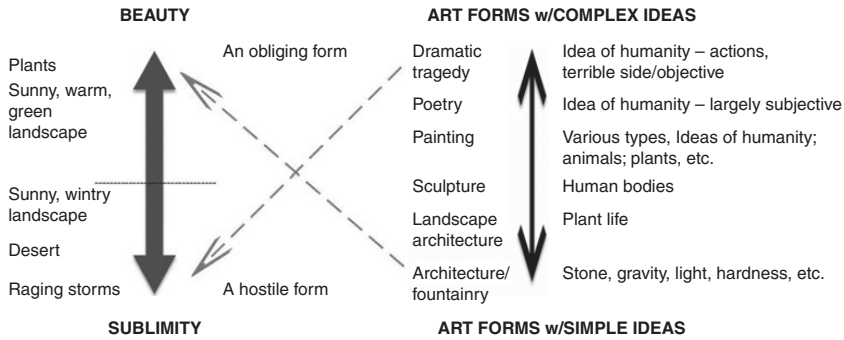 BEAUTY
Plants
Sunny, warm,
green
landscape
Sunny, wintry
landscape
Desert
Raging storms
SUBLIMITY
An obliging form
A hostile form
ART FORMS w/COMPLEX IDEAS
Dramatic
tragedy
Idea of humanity – actions,
terrible side/objective
Poetry
Idea of humanity – largely subjective
Painting
Various types, Ideas of humanity;
animals; plants, etc.
Sculpture
Human bodies
Landscape
architecture
Plant life
Architecture/
fountainry
Stone, gravity, light, hardness, etc.
ART FORMS w/SIMPLE IDEAS